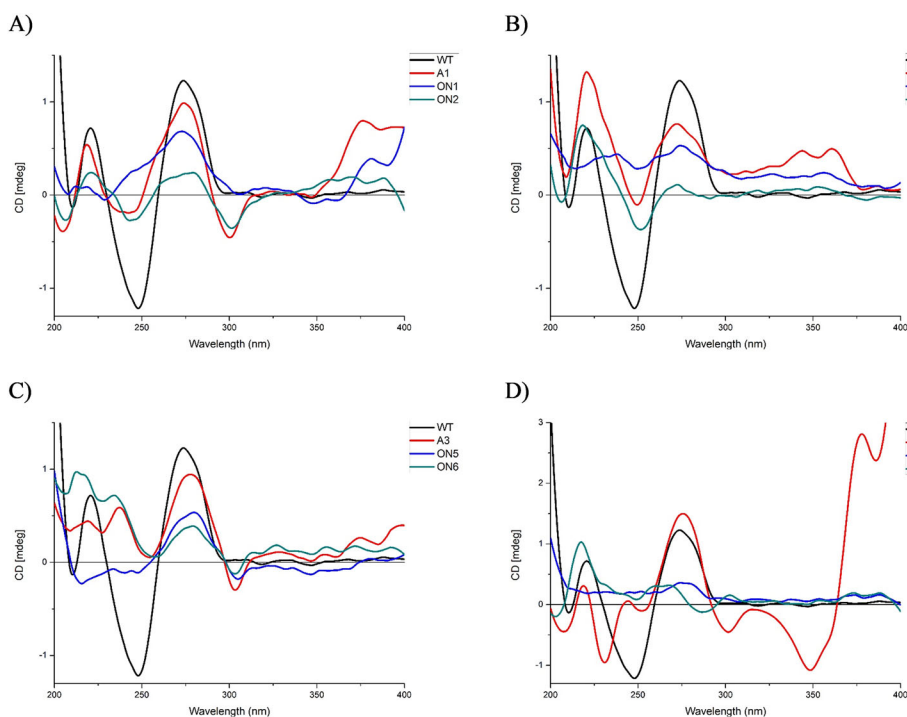 A)
B)
WT
A1
ON1
ON2
CD [mdeg]
1
0
-1
200
250
300
350
400
Wavelength (nm)
CD [mdeg]
1
0
-1
200
250
300
350
400
Wavelength (nm)
C)
D)
WT
A3
ON5
ON6
CD [mdeg]
1
0
-1
200
250
300
350
400
Wavelength (nm)
CD [mdeg]
3
2
1
0
-1
200
250
300
350
400
Wavelength (nm)